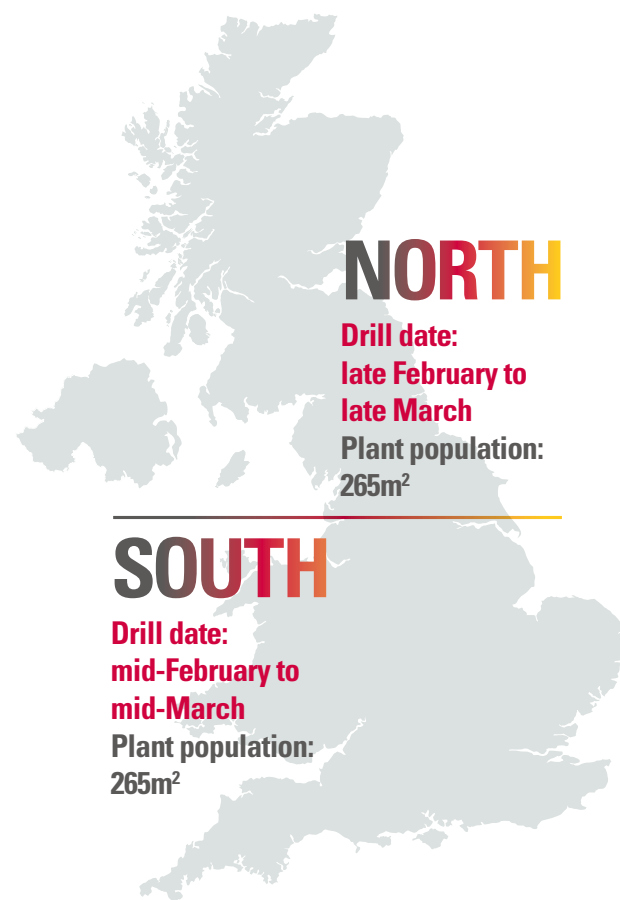 NORTH
Drill date:
late February to
late March
Plant population:
265m²
SOUTH
Drill date:
mid-February to
mid-March
Plant population:
265m²